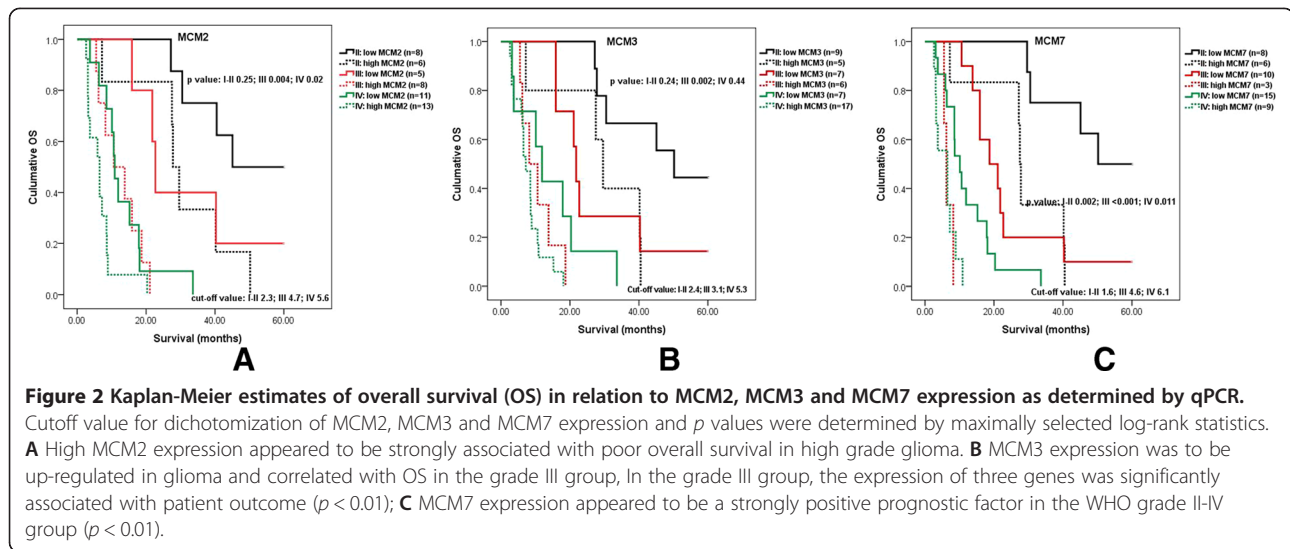 MCM2
II: low MCM2 (n=8)
II: high MCM2 (n=6)
III: low MCM2 (n=5)
III: high MCM2 (n=8)
IV: low MCM2 (n=11)
IV: high MCM2 (n=13)
p value: I-II 0.25; III 0.004; IV 0.02
cut-off value: I-II 2.3; III 4.7; IV 5.6
Culumative OS
1.0
0.8
0.6
0.4
0.2
0.0
0.00 20.00 40.00 60.00
Survival (months)
A
MCM3
II: low MCM3 (n=9)
II: high MCM3 (n=5)
III: low MCM3 (n=7)
III: high MCM3 (n=6)
IV: low MCM3 (n=7)
IV: high MCM3 (n=17)
p value: I-II 0.24; III 0.002; IV 0.44
Cut-off value: I-II 2.4; III 3.1; IV 5.3
Culumative OS
1.0
0.8
0.6
0.4
0.2
0.0
0.00 20.00 40.00 60.00
Survival (months)
B
MCM7
II: low MCM7 (n=8)
II: high MCM7 (n=6)
III: low MCM7 (n=10)
III: high MCM7 (n=3)
IV: low MCM7 (n=15)
IV: high MCM7 (n=9)
p value: I-II 0.002; III <0.001; IV 0.011
Cut-off value: I-II 1.6; III 4.6; IV 6.1
Culumative OS
1.0
0.8
0.6
0.4
0.2
0.0
0.00 20.00 40.00 60.00
Survival (months)
C
Figure 2 Kaplan-Meier estimates of overall survival (OS) in relation to MCM2, MCM3 and MCM7 expression as determined by qPCR.
Cutoff value for dichotomization of MCM2, MCM3 and MCM7 expression and p values were determined by maximally selected log-rank statistics.
A High MCM2 expression appeared to be strongly associated with poor overall survival in high grade glioma. B MCM3 expression was to be
up-regulated in glioma and correlated with OS in the grade III group, In the grade III group, the expression of three genes was significantly
associated with patient outcome (p < 0.01); C MCM7 expression appeared to be a strongly positive prognostic factor in the WHO grade II-IV
group (p < 0.01).